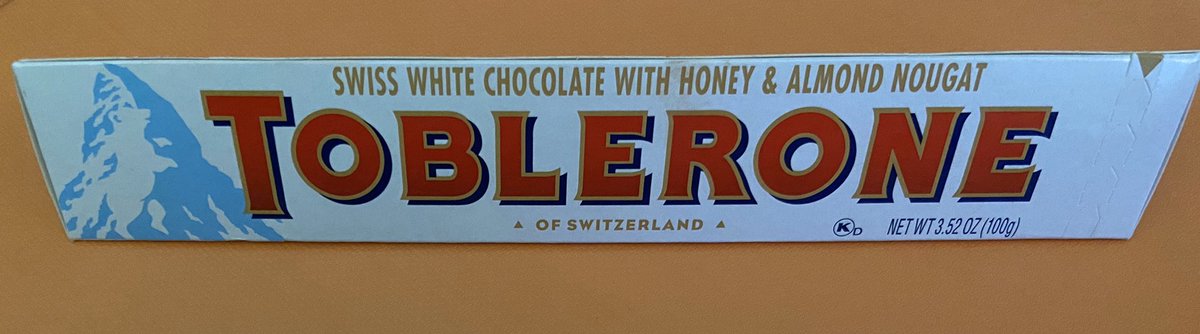 SWISS WHITE CHOCOLATE WITH HONEY & ALMOND NOUGAT
TOBLERONE
OF SWITZERLAND
K D NET WT 3.52 OZ (100g)